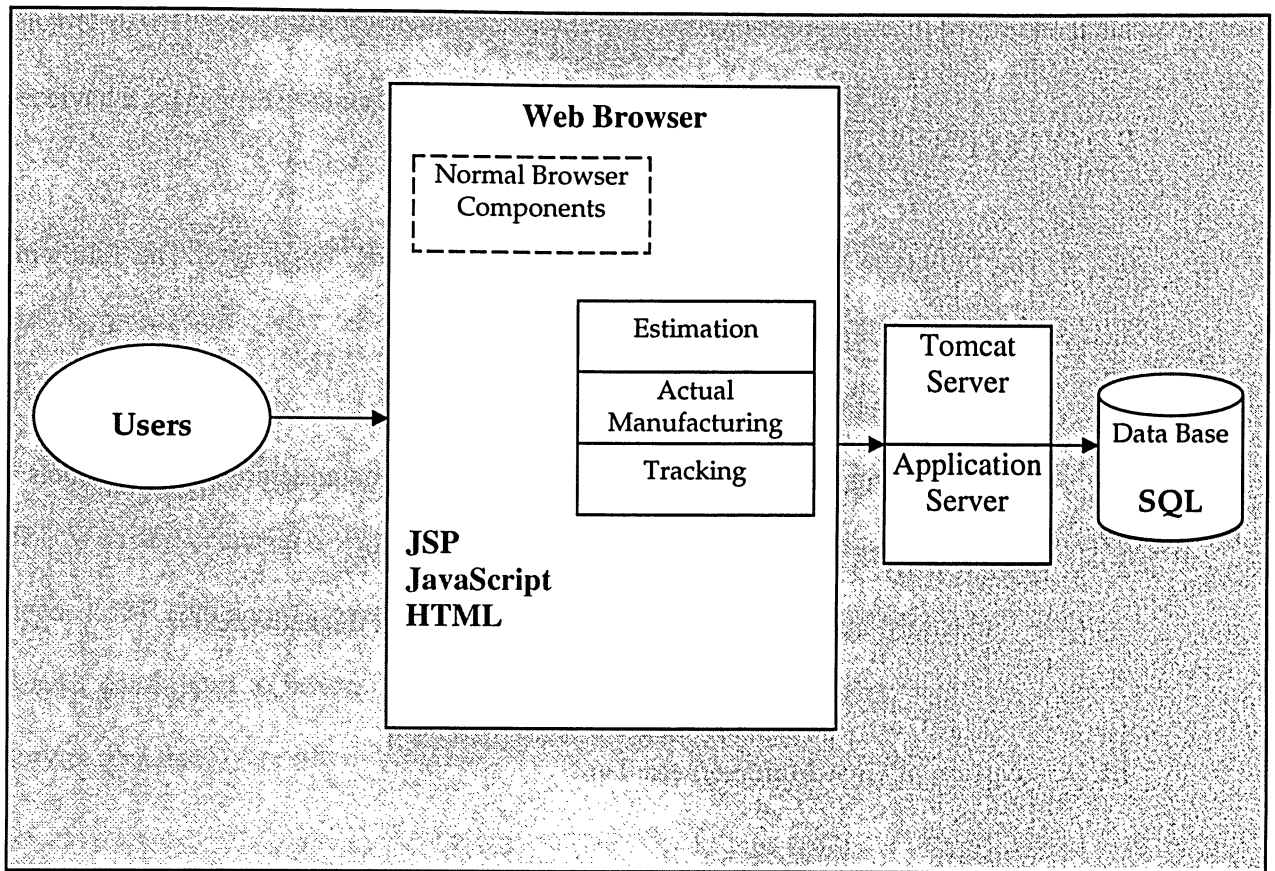 Web Browser
Normal Browser
Components
Estimation
Actual
Manufacturing
Tracking
Users
Tomcat
Server
Application
Server
Data Base
SQL
JSP
JavaScript
HTML